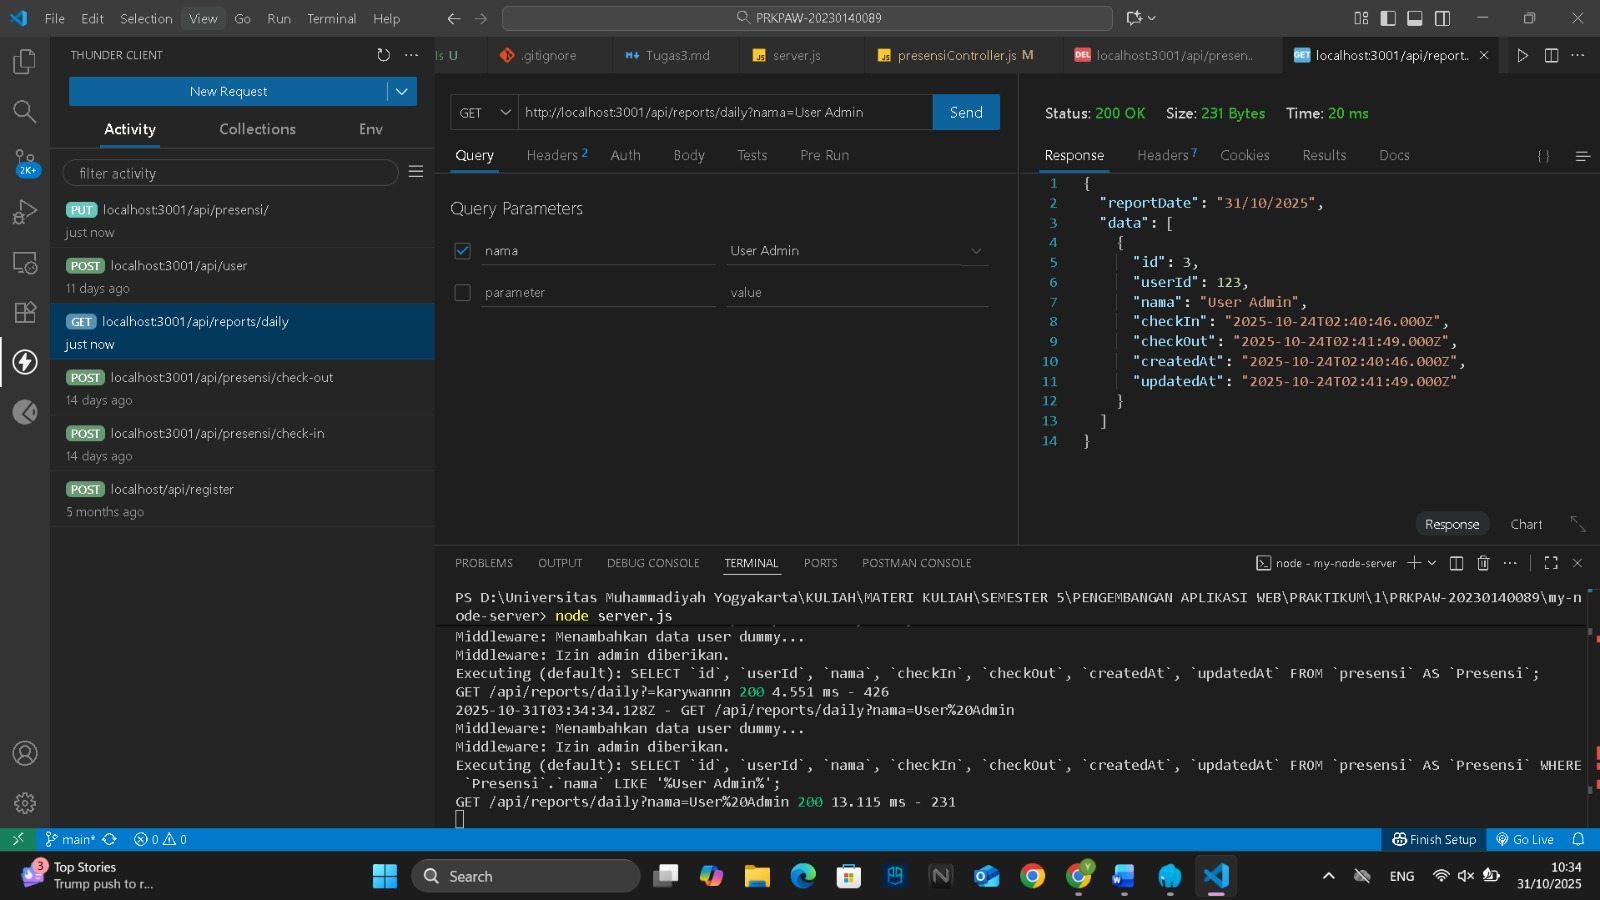 File Edit Selection View Go Run Terminal Help
PRKPAW-20230140089
THUNDER CLIENT
ls U
.gitignore
Tugas3.md
server.js
presensiController.js M
DEL localhost:3001/api/presen..
GET localhost:3001/api/report..
New Request
Activity Collections Env
filter activity
PUT localhost:3001/api/presensi/
just now
POST localhost:3001/api/user
11 days ago
GET localhost:3001/api/reports/daily
just now
POST localhost:3001/api/presensi/check-out
14 days ago
POST localhost:3001/api/presensi/check-in
14 days ago
POST localhost/api/register
5 months ago
2K+
GET http://localhost:3001/api/reports/daily?nama=User Admin Send
Query Headers 2 Auth Body Tests Pre Run
Query Parameters
nama User Admin
parameter value
Status: 200 OK Size: 231 Bytes Time: 20 ms
Response Headers 7 Cookies Results Docs { }
1 {
2 "reportDate": "31/10/2025",
3 "data": [
4 {
5 "id": 3,
6 "userId": 123,
7 "nama": "User Admin",
8 "checkIn": "2025-10-24T02:40:46.000Z",
9 "checkOut": "2025-10-24T02:41:49.000Z",
10 "createdAt": "2025-10-24T02:40:46.000Z",
11 "updatedAt": "2025-10-24T02:41:49.000Z"
12 }
13 ]
14 }
Response Chart
PROBLEMS OUTPUT DEBUG CONSOLE TERMINAL PORTS POSTMAN CONSOLE
node - my-node-server
PS D:\Universitas Muhammadiyah Yogyakarta\KULIAH\MATERI KULIAH\SEMESTER 5\PENGEMBANGAN APLIKASI WEB\PRAKTIKUM\1\PRKPAW-20230140089\my-n
ode-server> node server.js
Middleware: Menambahkan data user dummy...
Middleware: Izin admin diberikan.
Executing (default): SELECT `id`, `userId`, `nama`, `checkIn`, `checkOut`, `createdAt`, `updatedAt` FROM `presensi` AS `Presensi`;
GET /api/reports/daily?=karywannn 200 4.551 ms - 426
2025-10-31T03:34:34.128Z - GET /api/reports/daily?nama=User%20Admin
Middleware: Menambahkan data user dummy...
Middleware: Izin admin diberikan.
Executing (default): SELECT `id`, `userId`, `nama`, `checkIn`, `checkOut`, `createdAt`, `updatedAt` FROM `presensi` AS `Presensi` WHERE
`Presensi`.`nama` LIKE '%User Admin%';
GET /api/reports/daily?nama=User%20Admin 200 13.115 ms - 231
main* 0 0
Finish Setup Go Live
3
Top Stories
Trump push to r...
Search
ENG
10:34
31/10/2025